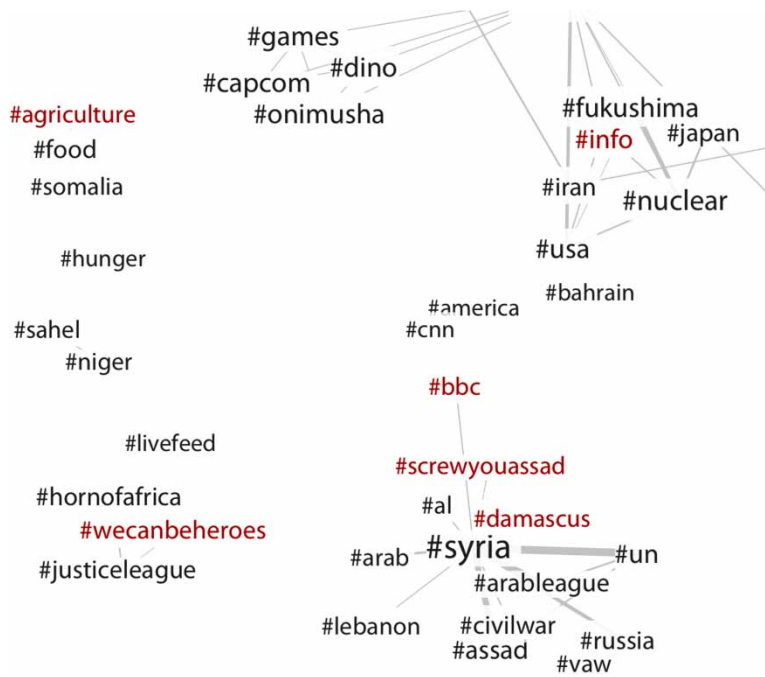 #games
#dino
#capcom
#onimusha
#agriculture
#food
#somalia
#fukushima
#info
#japan
#iran
#nuclear
#usa
#hunger
#bahrain
#america
#cnn
#sahel
#niger
#bbc
#livefeed
#screwyouassad
#hornofafrica
#al
#wecanbeheroes
#damascus
#justiceleague
#arab
#syria
#un
#arableague
#lebanon
#civilwar
#assad
#russia
#vaw